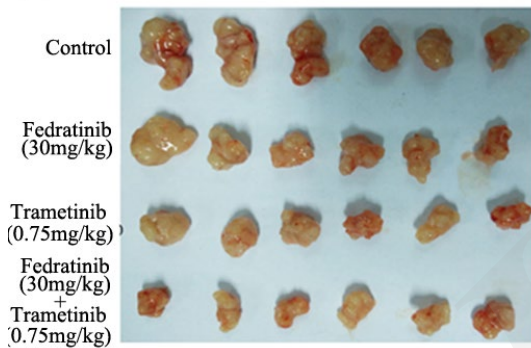 Control
Fedratinib
(30mg/kg)
Trametinib
(0.75mg/kg)
Fedratinib
(30mg/kg)
+
Trametinib
(0.75mg/kg)